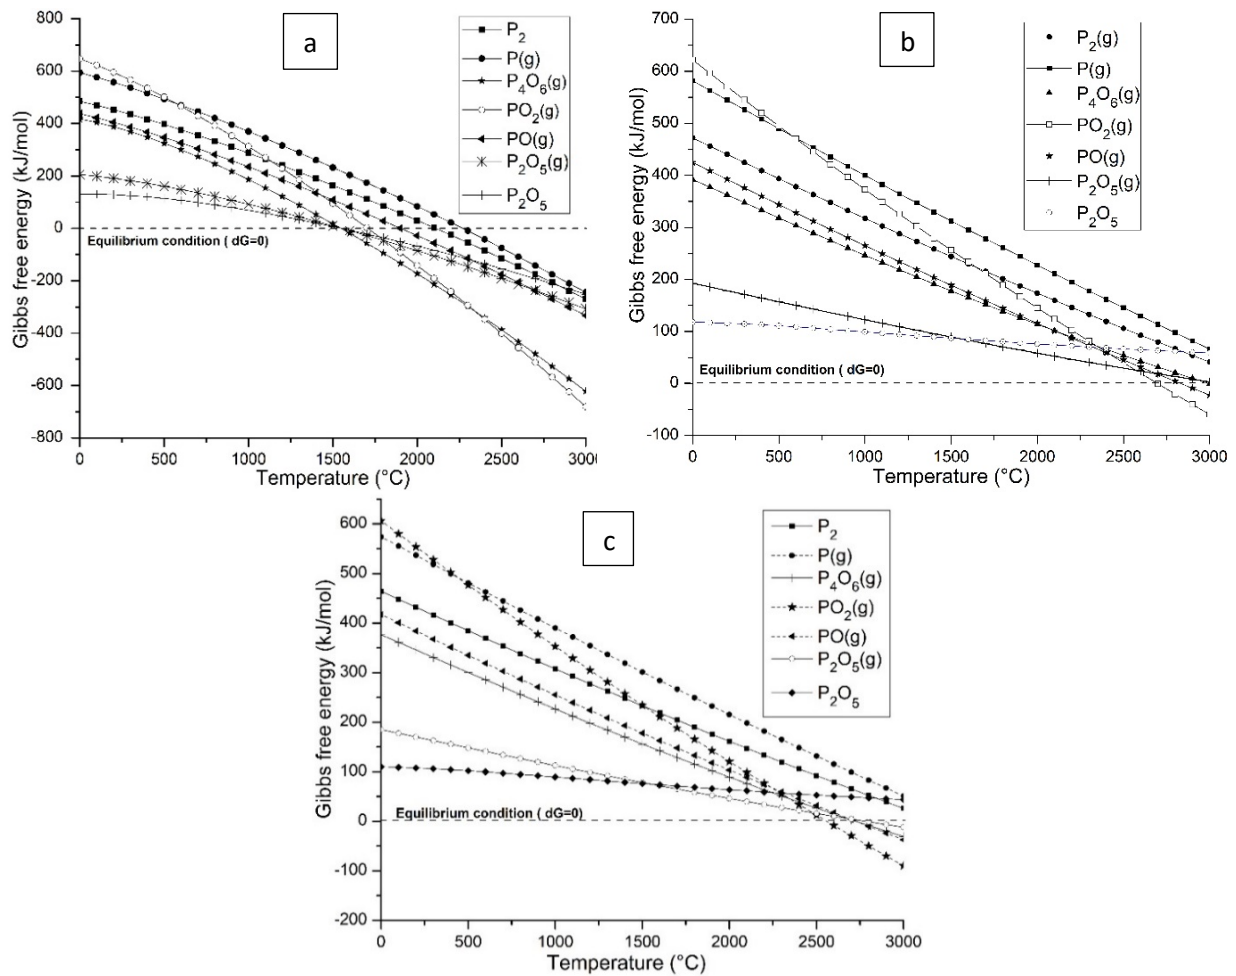 a
800
600
400
200
0
-200
-400
-600
-800
Gibbs free energy (kJ/mol)
P2
P(g)
P4O6(g)
PO2(g)
PO(g)
P2O5(g)
P2O5
Equilibrium condition ( dG=0)
0 500 1000 1500 2000 2500 3000
Temperature (°C)
b
700
600
500
400
300
200
100
0
-100
Gibbs free energy (kJ/mol)
P2(g)
P(g)
P4O6(g)
PO2(g)
PO(g)
P2O5(g)
P2O5
Equilibrium condition ( dG=0)
0 500 1000 1500 2000 2500 3000
Temperature (°C)
c
600
500
400
300
200
100
0
-100
-200
Gibbs free energy (kJ/mol)
P2
P(g)
P4O6(g)
PO2(g)
PO(g)
P2O5(g)
P2O5
Equilibrium condition ( dG=0)
0 500 1000 1500 2000 2500 3000
Temperature (°C)